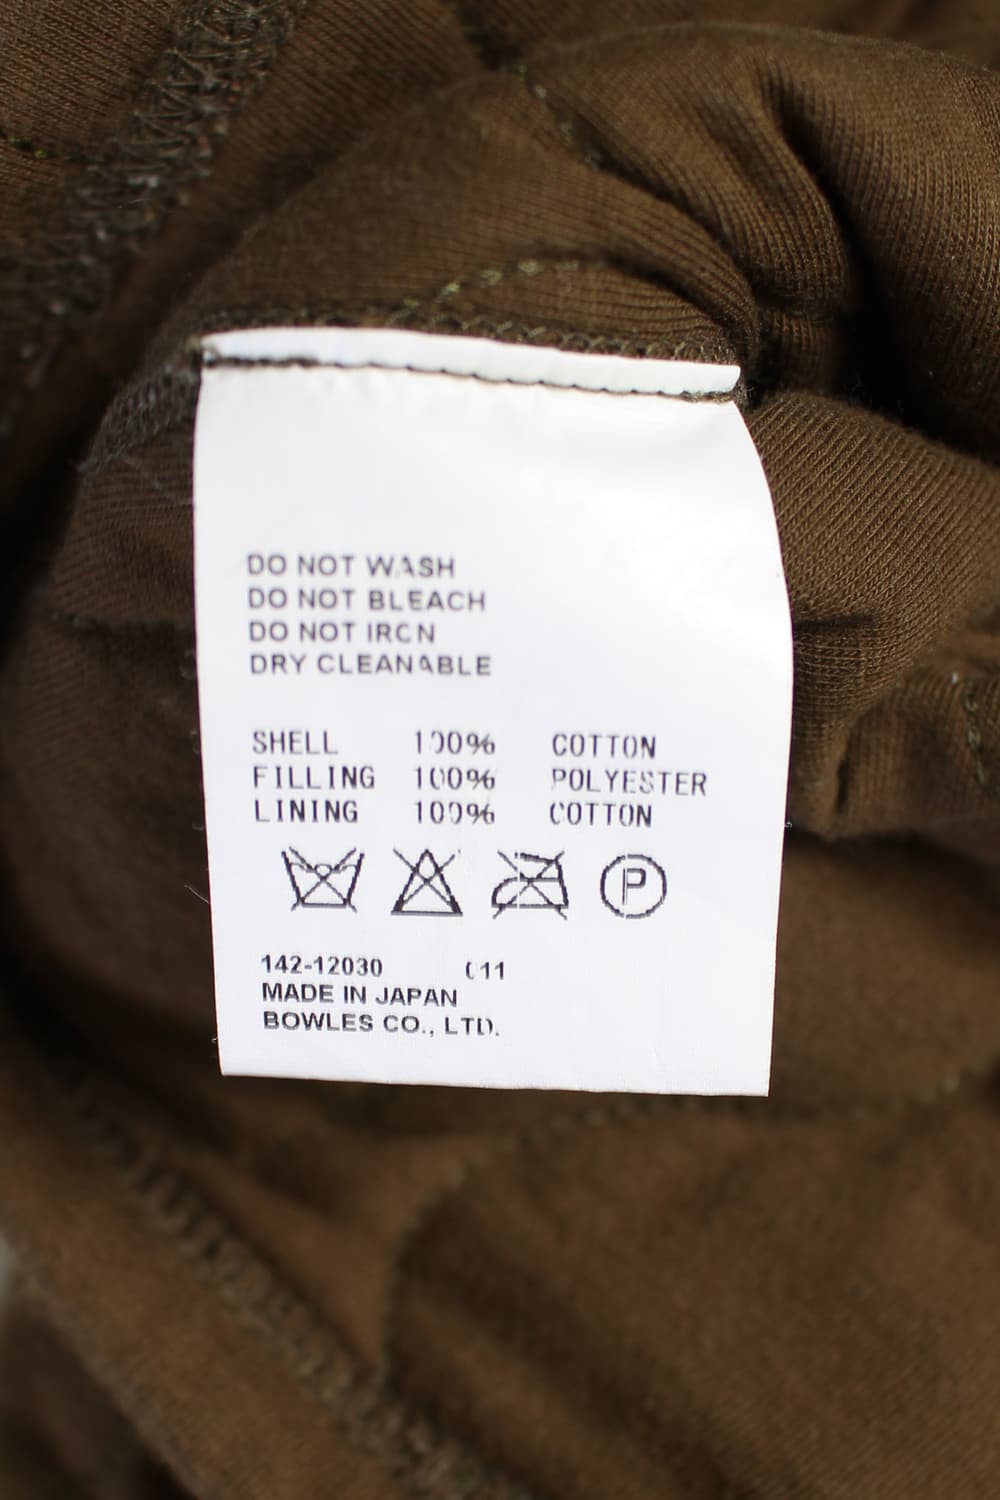 DO NOT WASH
DO NOT BLEACH
DO NOT IRON
DRY CLEANABLE
SHELL 100% COTTON
FILLING 100% POLYESTER
LINING 100% COTTON
P
142-12030 011
MADE IN JAPAN
BOWLES CO., LTD.